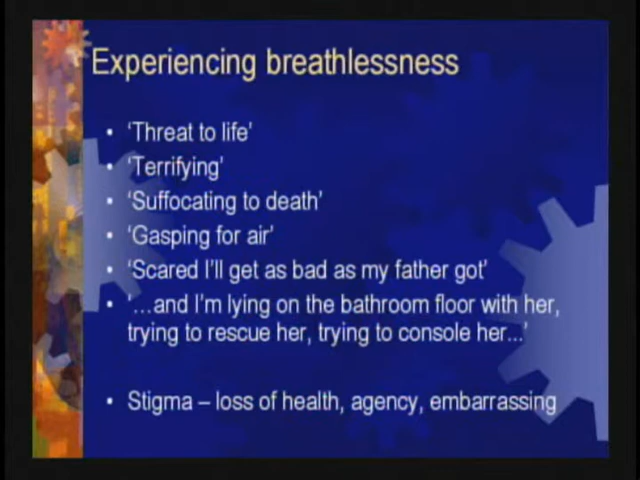 Experiencing breathlessness
• ‘Threat to life’
• ‘Terrifying’
• ‘Suffocating to death’
• ‘Gasping for air’
• ‘Scared I’ll get as bad as my father got’
• ‘…and I’m lying on the bathroom floor with her,
trying to rescue her, trying to console her...’
• Stigma – loss of health, agency, embarrassing